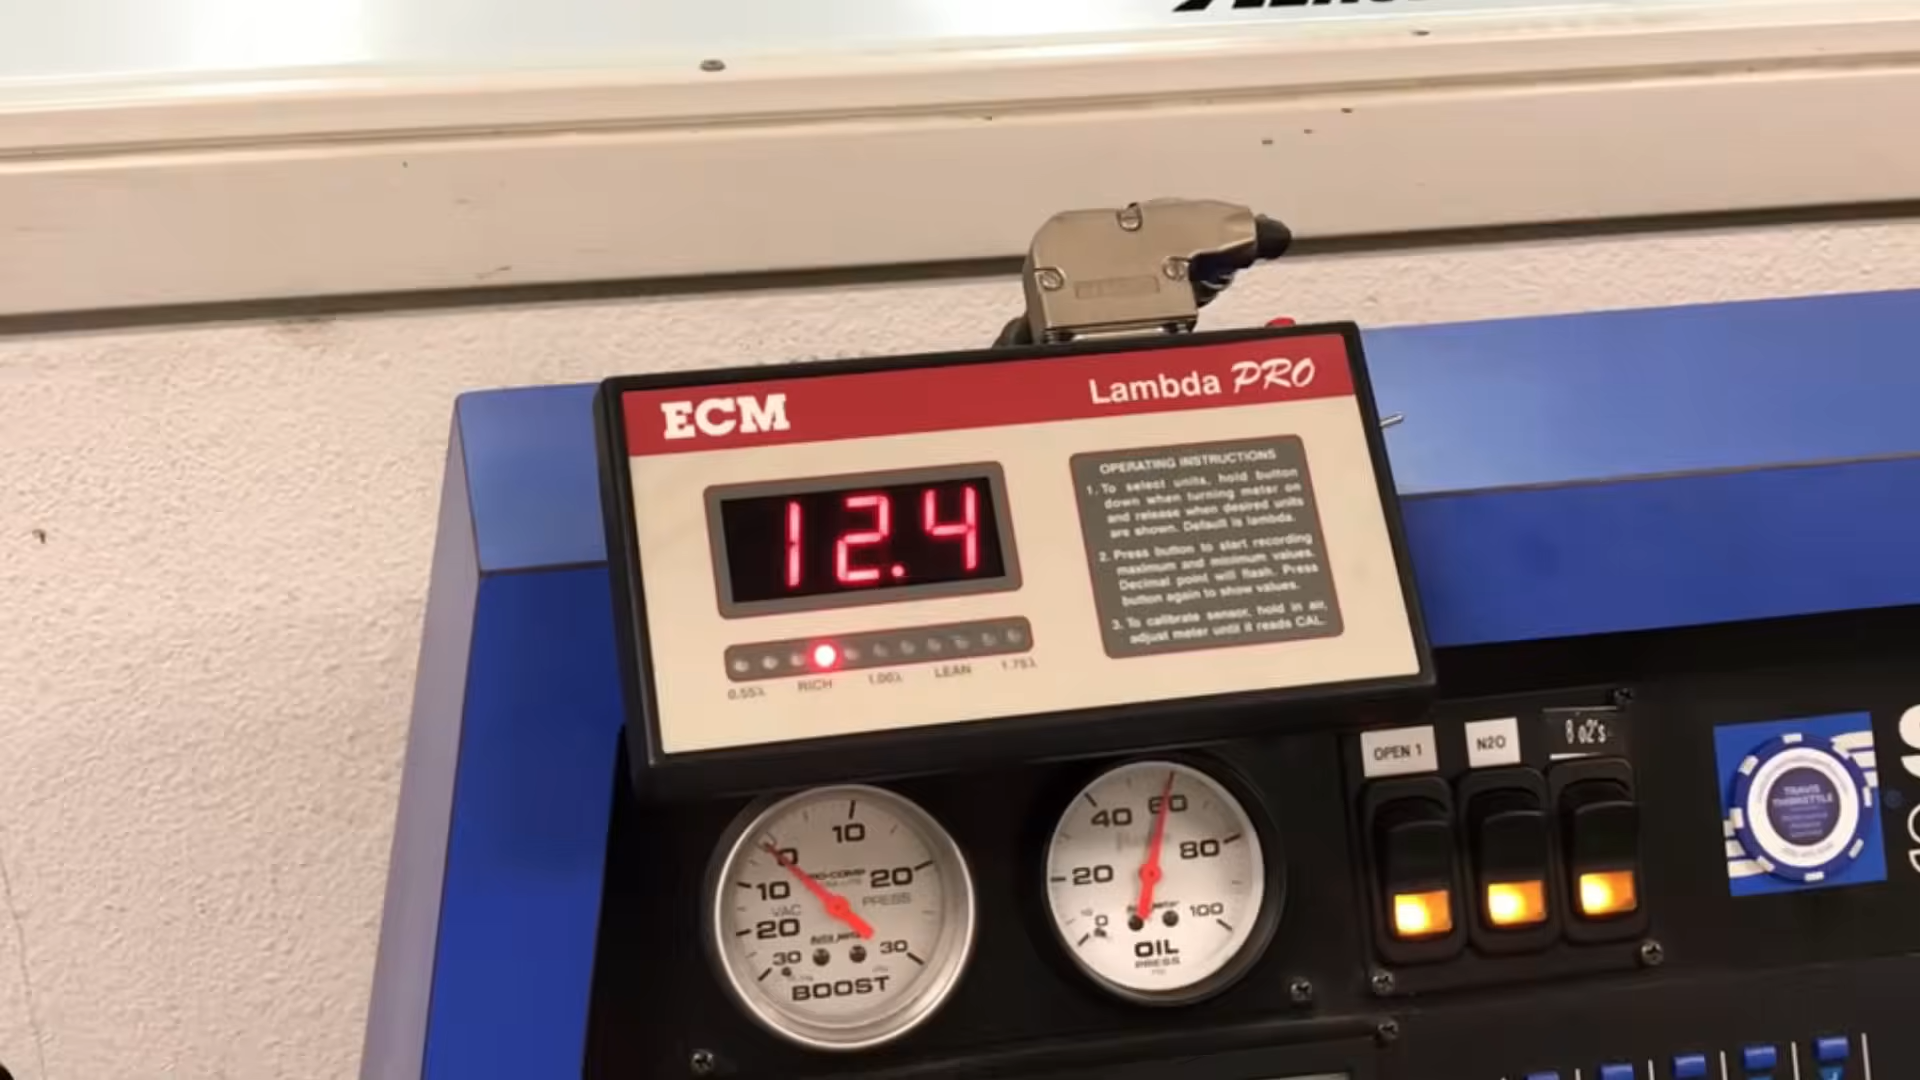 ECM
Lambda PRO
12.4
0.55λ RICH 1.00λ LEAN 1.75λ
OPERATING INSTRUCTIONS
1. To select units, hold button
down when turning meter on
and release when desired units
are shown. Default is lambda.
2. Press button to start recording
maximum and minimum values.
Decimal point will flash. Press
button again to show values.
3. To calibrate sensor, hold in air,
adjust meter until it reads CAL.
OPEN 1
N2O
8 o2's
0
10
10
20
20
30
30
VAC
PRESS
BOOST
0
20
40
60
80
100
OIL
PRESS
TRAVIS